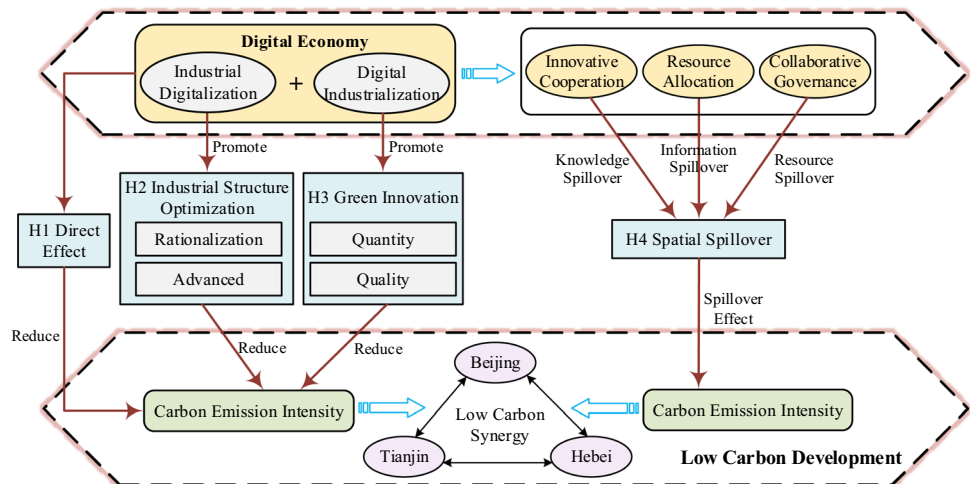 Digital Economy
Industrial
Digitalization
+
Digital
Industrialization
Innovative
Cooperation
Resource
Allocation
Collaborative
Governance
Promote
Promote
Knowledge
Spillover
Information
Spillover
Resource
Spillover
H1 Direct
Effect
H2 Industrial Structure
Optimization
Rationalization
Advanced
H3 Green Innovation
Quantity
Quality
H4 Spatial Spillover
Reduce
Reduce
Reduce
Spillover
Effect
Carbon Emission Intensity
Beijing
Low Carbon
Synergy
Tianjin
Hebei
Carbon Emission Intensity
Low Carbon Development